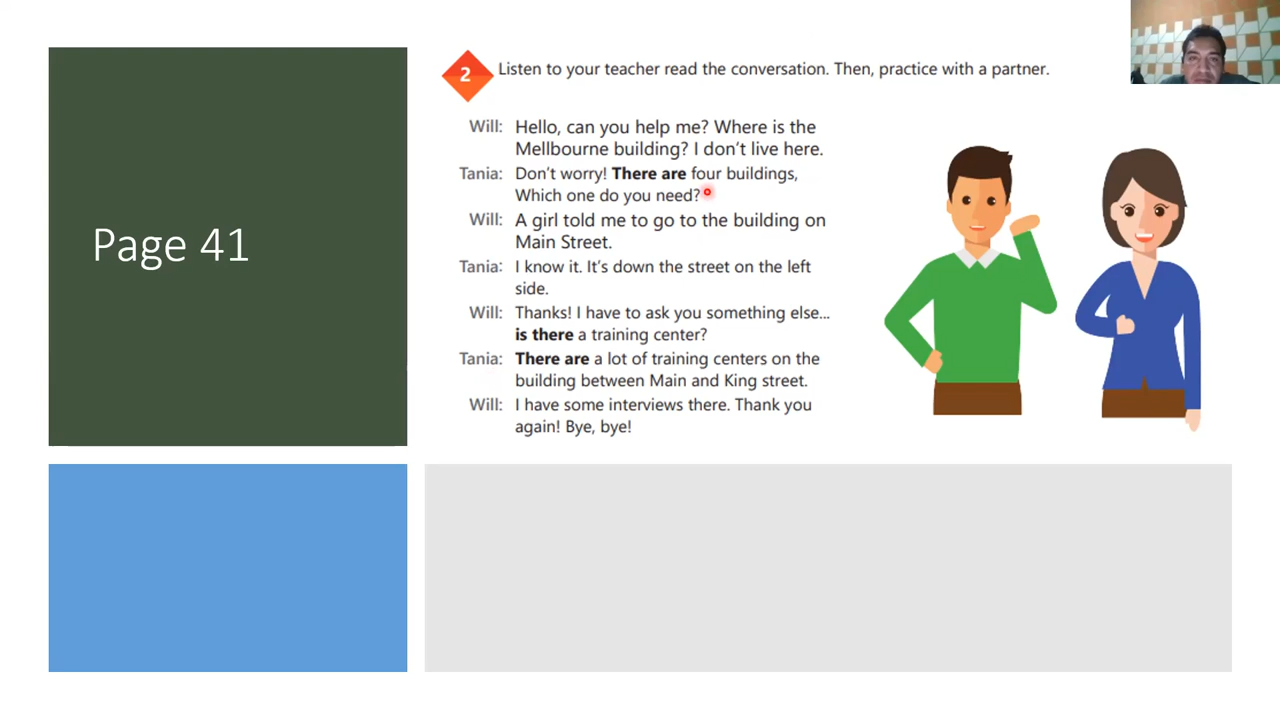 Page 41
2 Listen to your teacher read the conversation. Then, practice with a partner.
Will: Hello, can you help me? Where is the
Mellbourne building? I don't live here.
Tania: Don't worry! There are four buildings,
Which one do you need?
Will: A girl told me to go to the building on
Main Street.
Tania: I know it. It's down the street on the left
side.
Will: Thanks! I have to ask you something else...
is there a training center?
Tania: There are a lot of training centers on the
building between Main and King street.
Will: I have some interviews there. Thank you
again! Bye, bye!